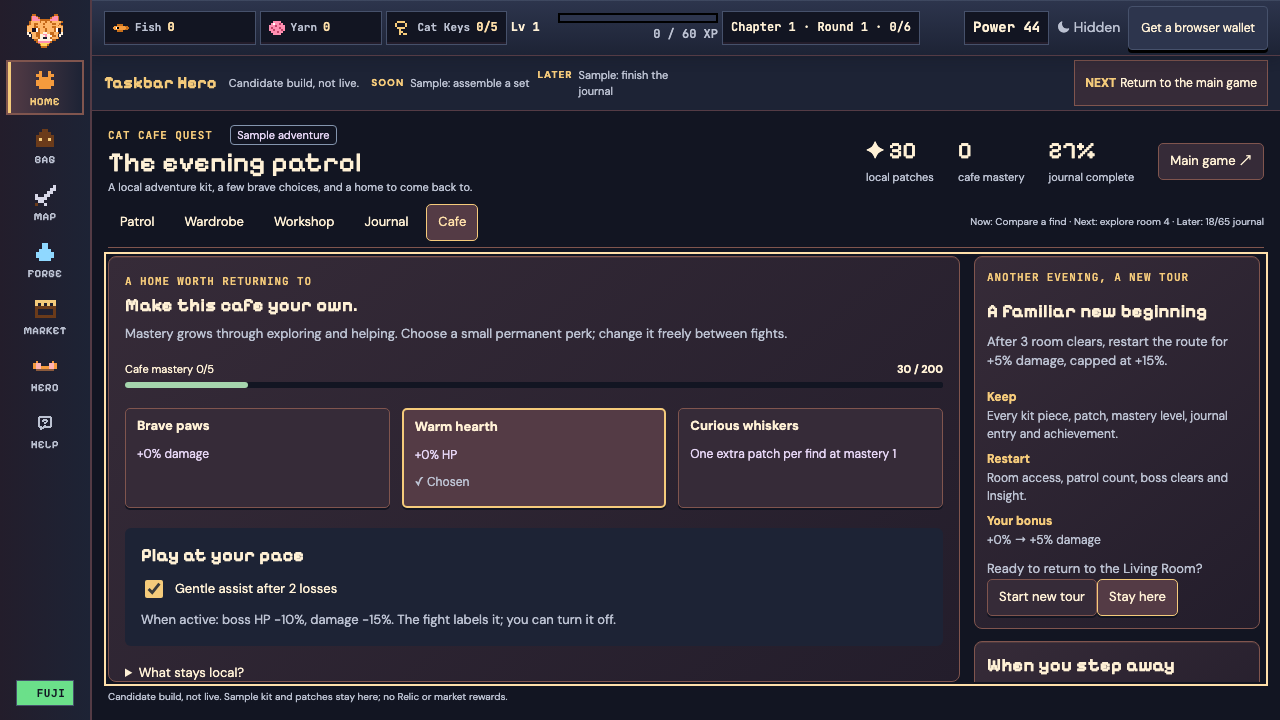 Fish 0
Yarn 0
Cat Keys 0/5
Lv 1
0 / 60 XP
Chapter 1 · Round 1 · 0/6
Power 44
Hidden
Get a browser wallet
HOME
BAG
MAP
FORGE
MARKET
HERO
HELP
FUJI
Taskbar Hero
Candidate build, not live.
SOON Sample: assemble a set
LATER Sample: finish the
journal
NEXT Return to the main game
CAT CAFE QUEST
Sample adventure
The evening patrol
A local adventure kit, a few brave choices, and a home to come back to.
✦ 30
local patches
0
cafe mastery
27%
journal complete
Main game ↗
Patrol
Wardrobe
Workshop
Journal
Cafe
Now: Compare a find · Next: explore room 4 · Later: 18/65 journal
A HOME WORTH RETURNING TO
Make this cafe your own.
Mastery grows through exploring and helping. Choose a small permanent perk; change it freely between fights.
Cafe mastery 0/5
30 / 200
Brave paws
+0% damage
Warm hearth
+0% HP
✓ Chosen
Curious whiskers
One extra patch per find at mastery 1
Play at your pace
Gentle assist after 2 losses
When active: boss HP -10%, damage -15%. The fight labels it; you can turn it off.
▶ What stays local?
ANOTHER EVENING, A NEW TOUR
A familiar new beginning
After 3 room clears, restart the route for
+5% damage, capped at +15%.
Keep
Every kit piece, patch, mastery level, journal
entry and achievement.
Restart
Room access, patrol count, boss clears and
Insight.
Your bonus
+0% → +5% damage
Ready to return to the Living Room?
Start new tour
Stay here
When you step away
Candidate build, not live. Sample kit and patches stay here; no Relic or market rewards.